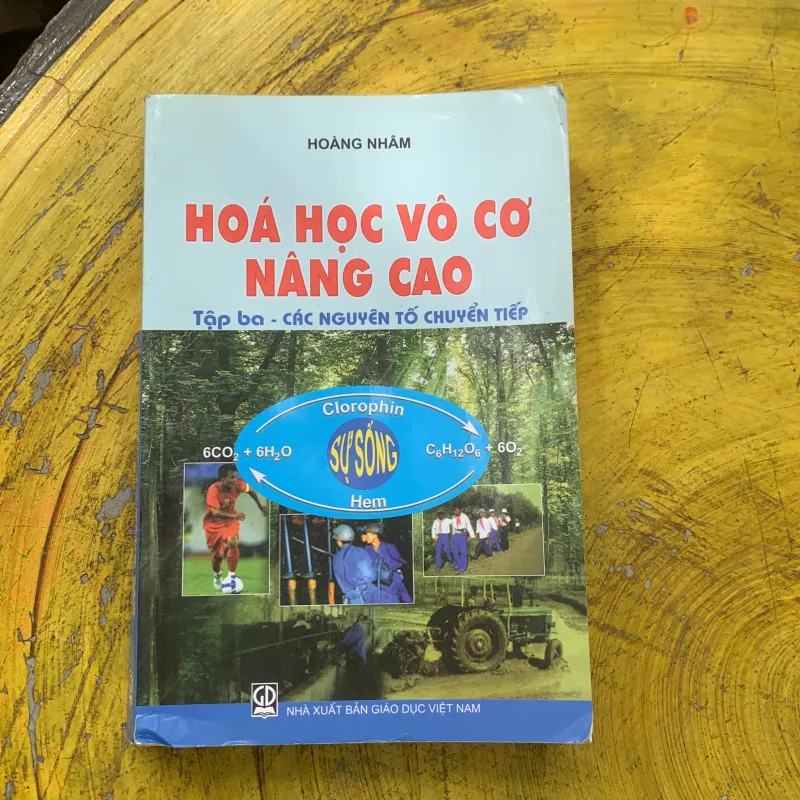 HOÀNG NHÂM
HOÁ HỌC VÔ CƠ
NÂNG CAO
Tập ba - CÁC NGUYÊN TỐ CHUYỂN TIẾP
Clorophin
6CO₂ + 6H₂O
SỰ SỐNG
C₆H₁₂O₆ + 6O₂
Hem
GD
NHÀ XUẤT BẢN GIÁO DỤC VIỆT NAM